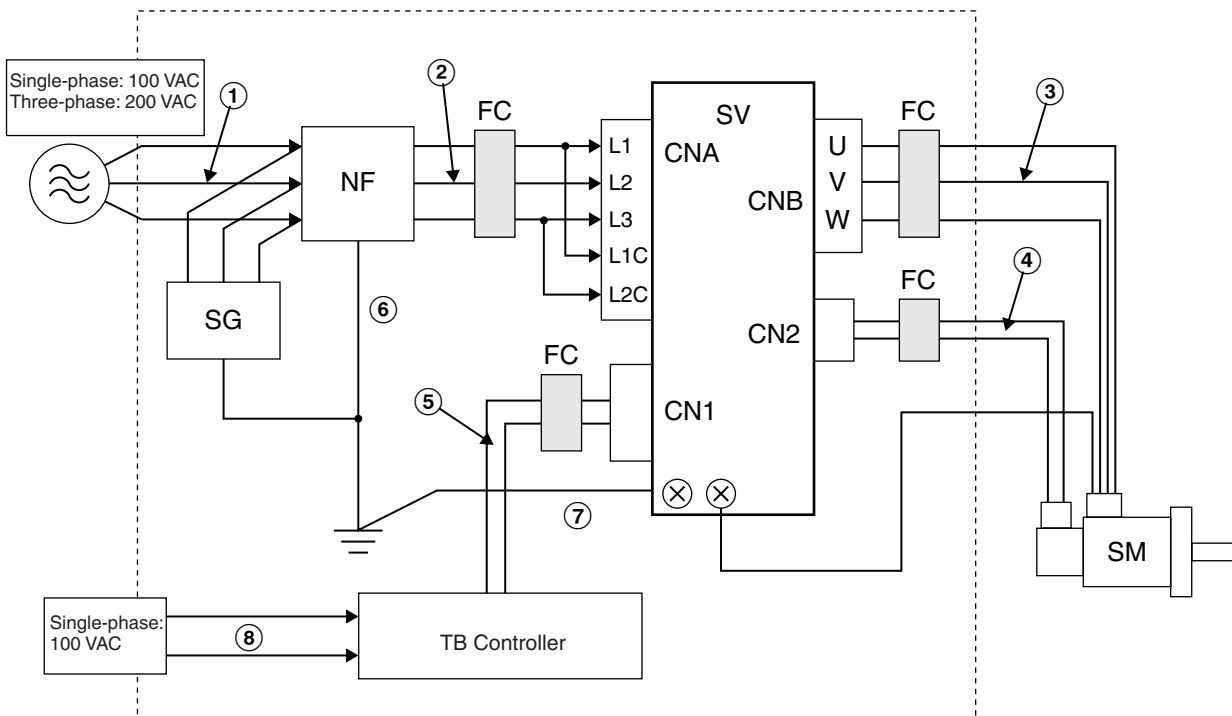 Single-phase: 100 VAC
Three-phase: 200 VAC
1
2
FC
SV
FC
3
NF
L1
L2
L3
L1C
L2C
CNA
CNB
U
V
W
SG
6
FC
4
CN2
FC
5
CN1
7
SM
Single-phase:
100 VAC
8
TB Controller